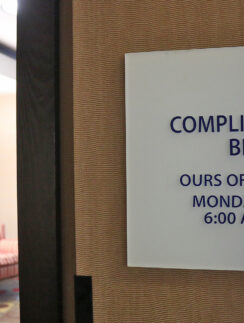 COMPLI
B
OURS OF
MONDA
6:00 A